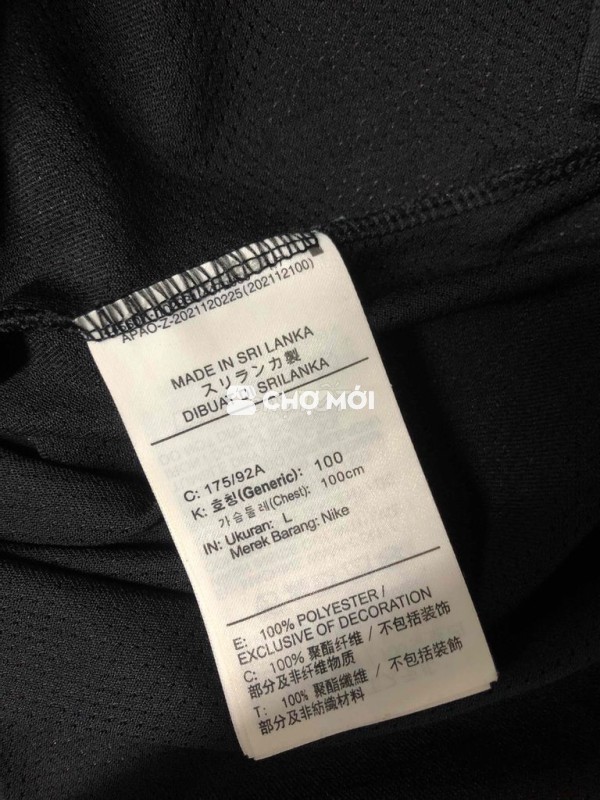 APAO-Z-2021120225(202112100)
MADE IN SRI LANKA
スリランカ製
DIBUAT DI SRILANKA
CHỢ MỚI
C: 175/92A
K: 호칭(Generic): 100
가슴둘레(Chest): 100cm
IN: Ukuran: L
Merek Barang: Nike
E: 100% POLYESTER /
EXCLUSIVE OF DECORATION
C: 100% 聚酯纤维 / 不包括装饰
部分及非纤维物质
T: 100% 聚酯纖維 / 不包括裝飾
部分及非紡織材料